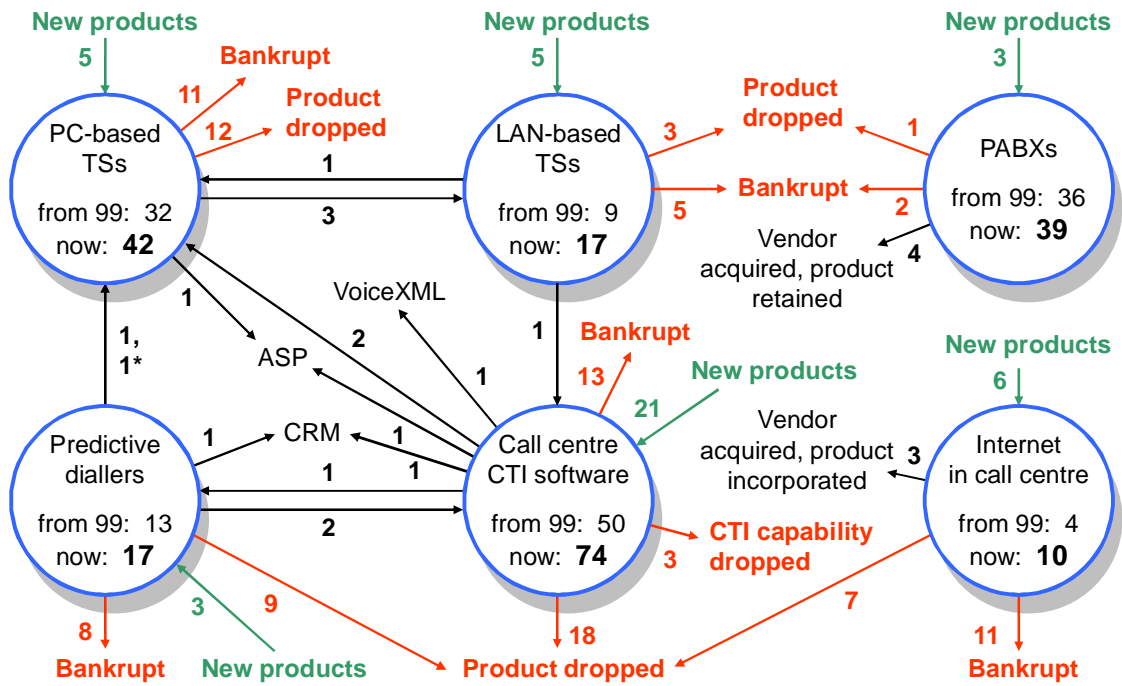 New products
New products
New products
5
5
3
Bankrupt
11
Product
dropped
12
Product
dropped
3
1
PC-based
TSs
from 99: 32
now: 42
1
3
LAN-based
TSs
from 99: 9
now: 17
Bankrupt
5
2
PABXs
from 99: 36
now: 39
Vendor
acquired, product
retained
4
1
VoiceXML
2
1
ASP
1,
1*
1
Bankrupt
13
New products
21
New products
6
Predictive
diallers
from 99: 13
now: 17
1
CRM
1
1
1
2
Call centre
CTI software
from 99: 50
now: 74
Vendor
acquired, product
incorporated
3
Internet
in call centre
from 99: 4
now: 10
CTI capability
dropped
3
8
3
9
18
7
11
Bankrupt
New products
Product dropped
Bankrupt